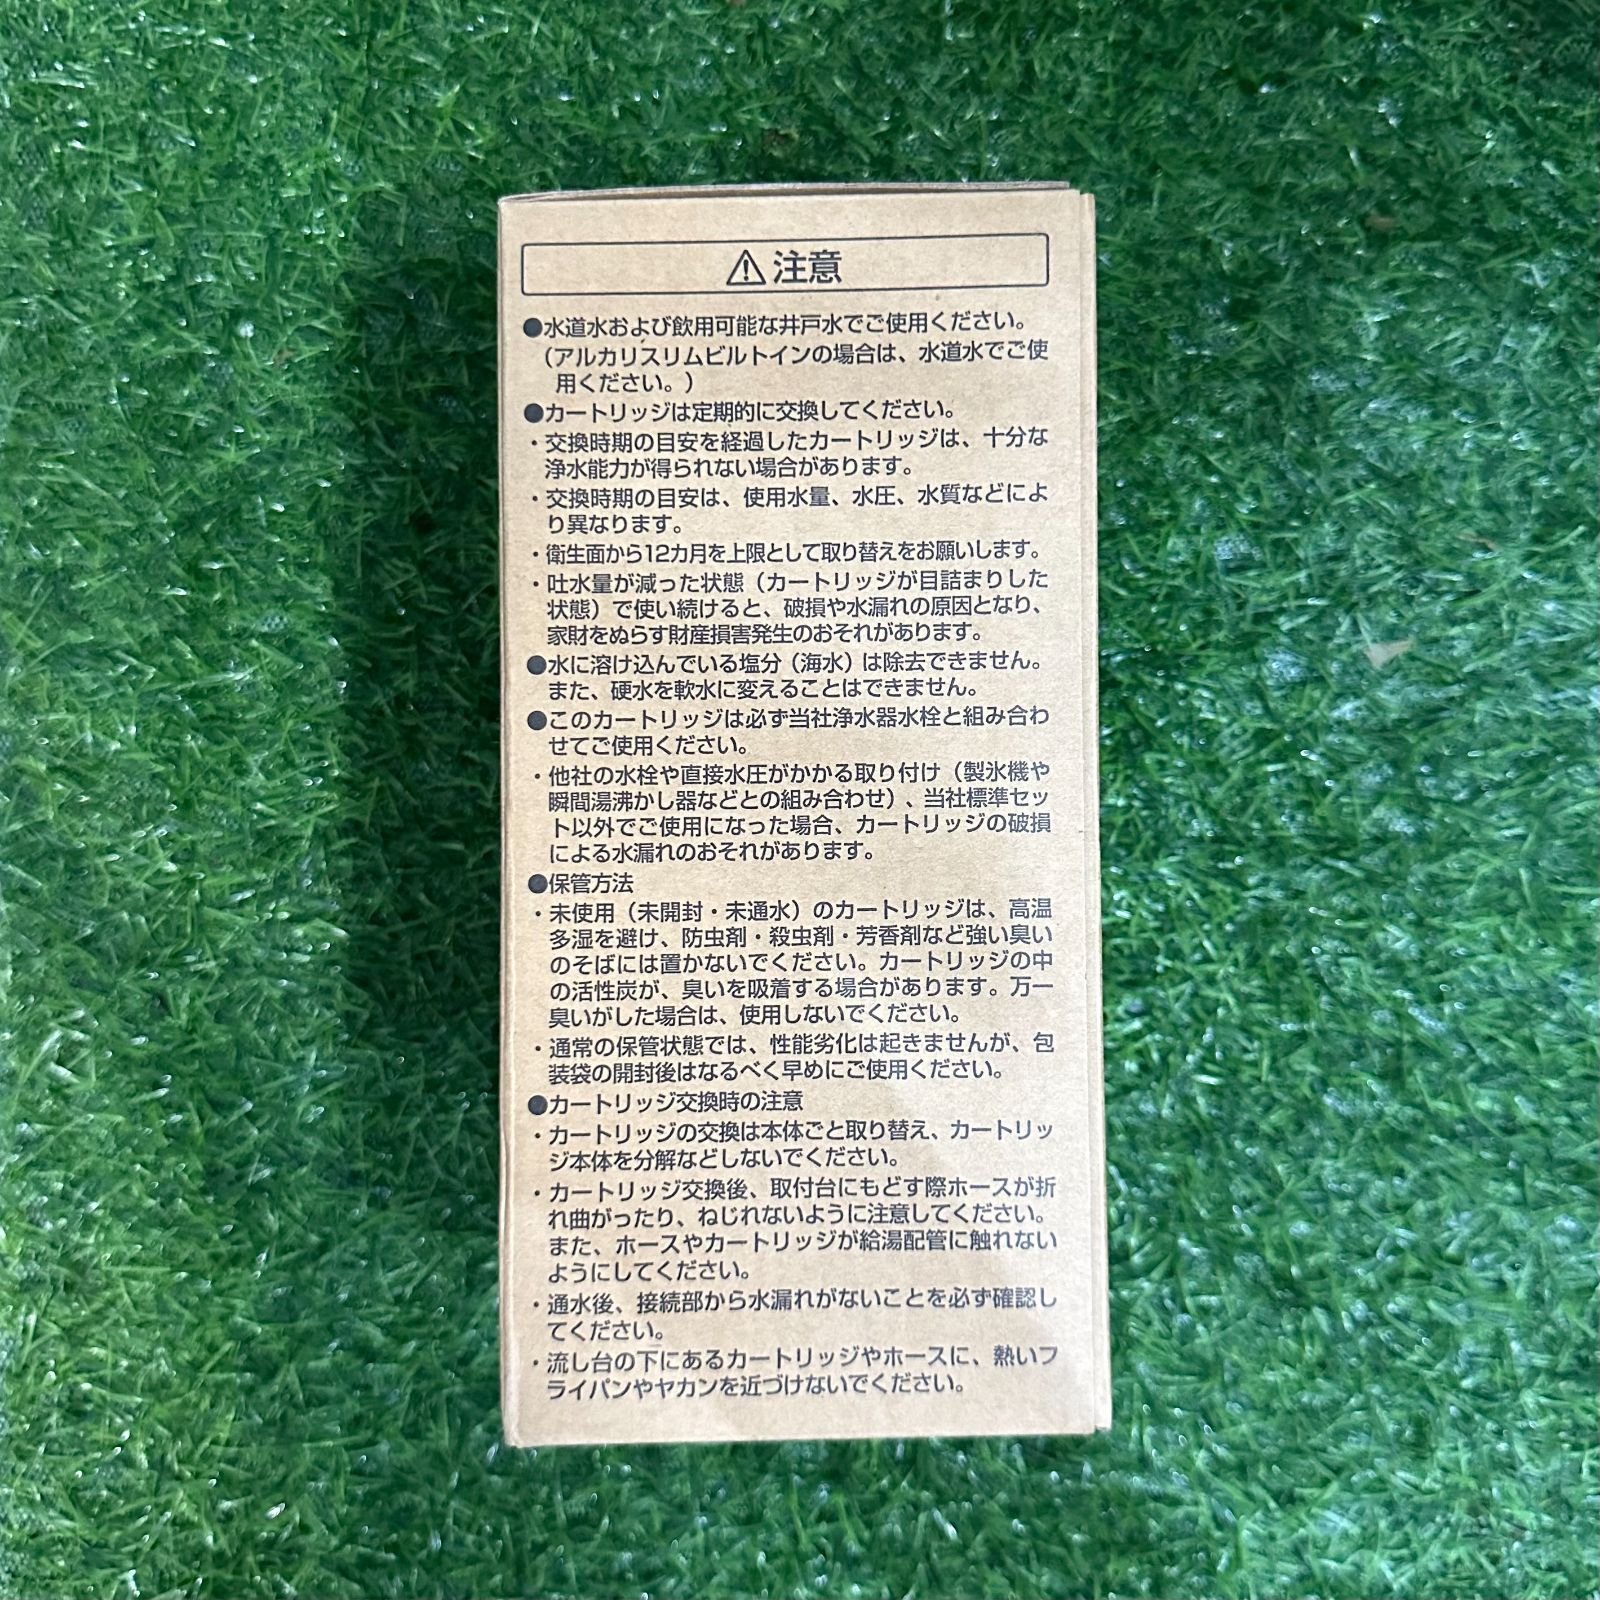 ⚠注意
●水道水および飲用可能な井戸水でご使用ください。
（アルカリスリムビルトインの場合は、水道水でご使
用ください。）
●カートリッジは定期的に交換してください。
・交換時期の目安を経過したカートリッジは、十分な
浄水能力が得られない場合があります。
・交換時期の目安は、使用水量、水圧、水質などによ
り異なります。
・衛生面から12カ月を上限として取り替えをお願いします。
・吐水量が減った状態（カートリッジが目詰まりした
状態）で使い続けると、破損や水漏れの原因となり、
家財をぬらす財産損害発生のおそれがあります。
●水に溶け込んでいる塩分（海水）は除去できません。
また、硬水を軟水に変えることはできません。
●このカートリッジは必ず当社浄水器水栓と組み合わ
せてご使用ください。
・他社の水栓や直接水圧がかかる取り付け（製氷機や
瞬間湯沸かし器などとの組み合わせ）、当社標準セッ
ト以外でご使用になった場合、カートリッジの破損
による水漏れのおそれがあります。
●保管方法
・未使用（未開封・未通水）のカートリッジは、高温
多湿を避け、防虫剤・殺虫剤・芳香剤など強い臭い
のそばには置かないでください。カートリッジの中
の活性炭が、臭いを吸着する場合があります。万一
臭いがした場合は、使用しないでください。
・通常の保管状態では、性能劣化は起きませんが、包
装袋の開封後はなるべく早めにご使用ください。
●カートリッジ交換時の注意
・カートリッジの交換は本体ごと取り替え、カートリッ
ジ本体を分解などしないでください。
・カートリッジ交換後、取付台にもどす際ホースが折
れ曲がったり、ねじれないように注意してください。
また、ホースやカートリッジが給湯配管に触れない
ようにしてください。
・通水後、接続部から水漏れがないことを必ず確認し
てください。
・流し台の下にあるカートリッジやホースに、熱いフ
ライパンやヤカンを近づけないでください。